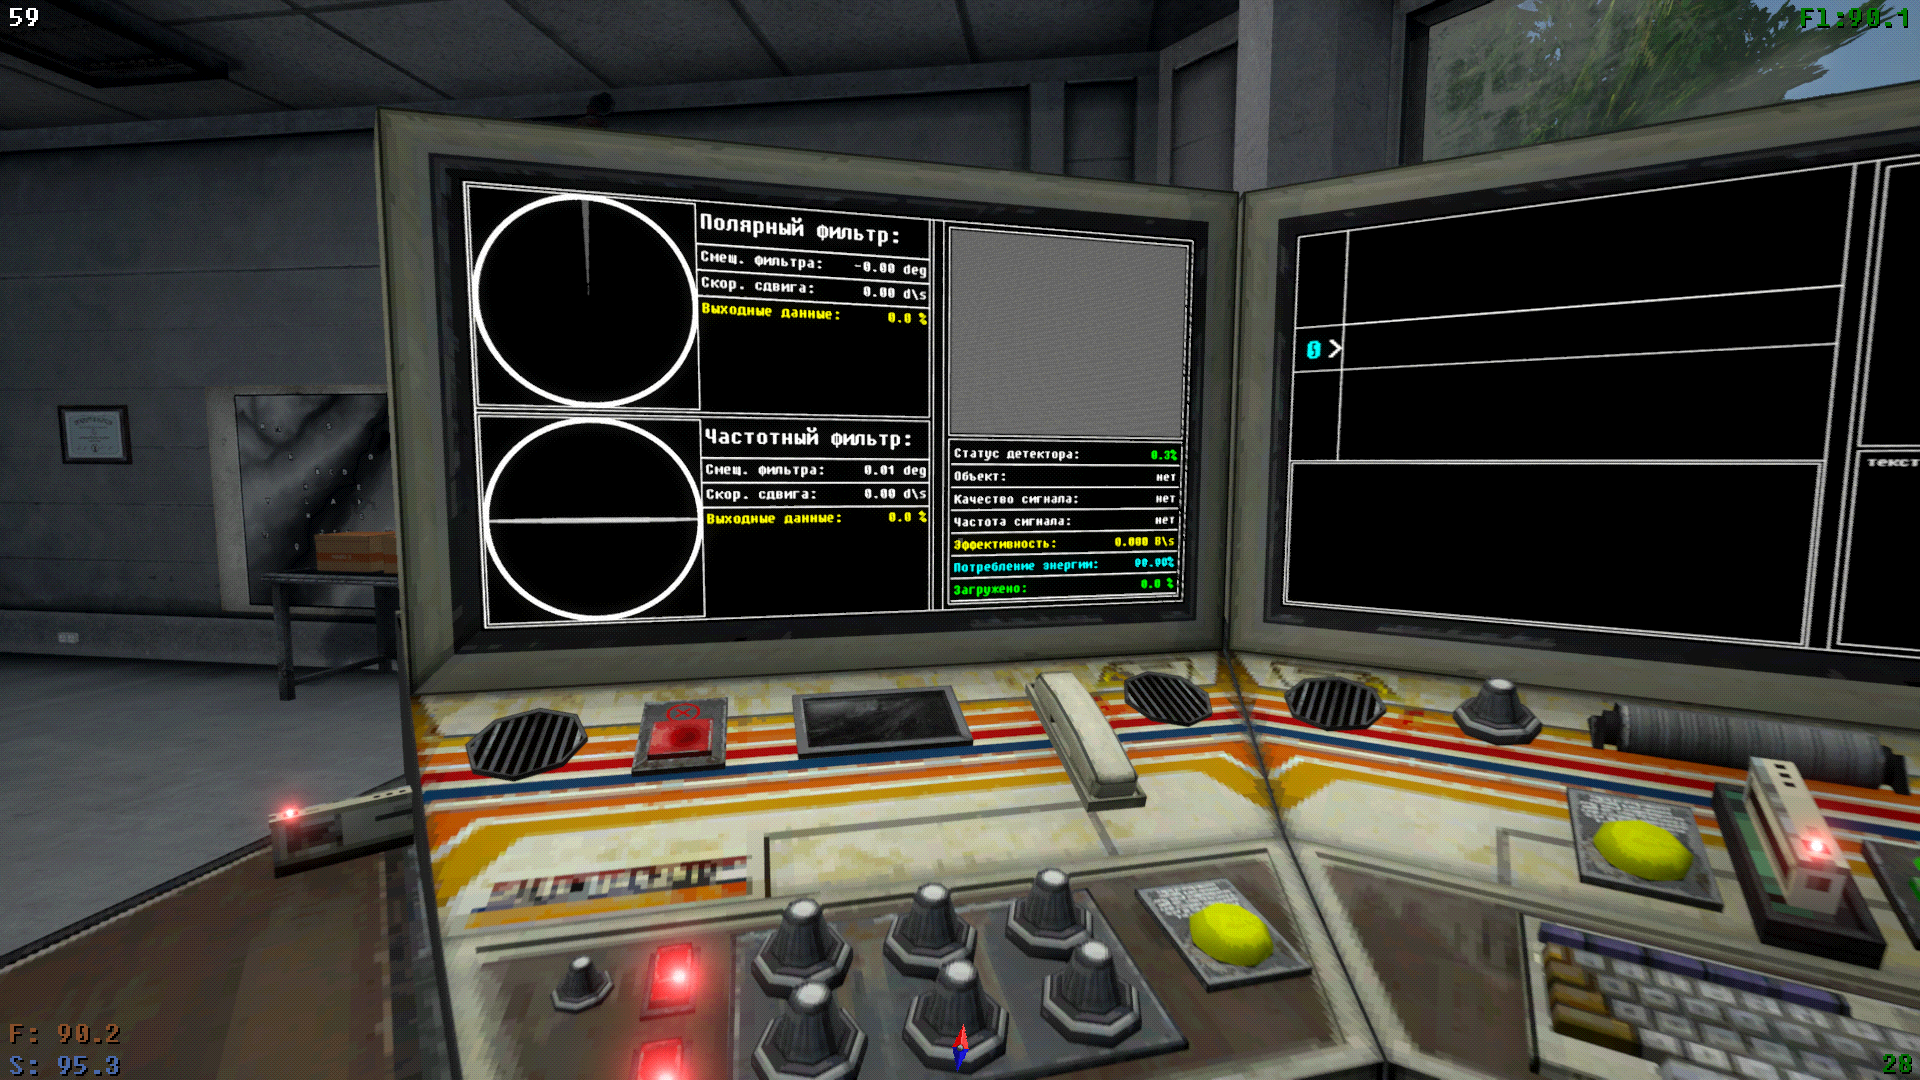 59
Fl:90.1
Полярный фильтр:
Смещ. фильтра: -0.00 deg
Скор. сдвига: 0.00 d\s
Выходные данные: 0.0 %
Частотный фильтр:
Смещ. фильтра: 0.01 deg
Скор. сдвига: 0.00 d\s
Выходные данные: 0.0 %
Статус детектора: 0.3%
Объект: нет
Качество сигнала: нет
Частота сигнала: нет
Эффективность: 0.000 B\s
Потребление энергии: 00.00%
Загружено: 0.0 %
>
текст
F: 90.2
S: 95.3
28